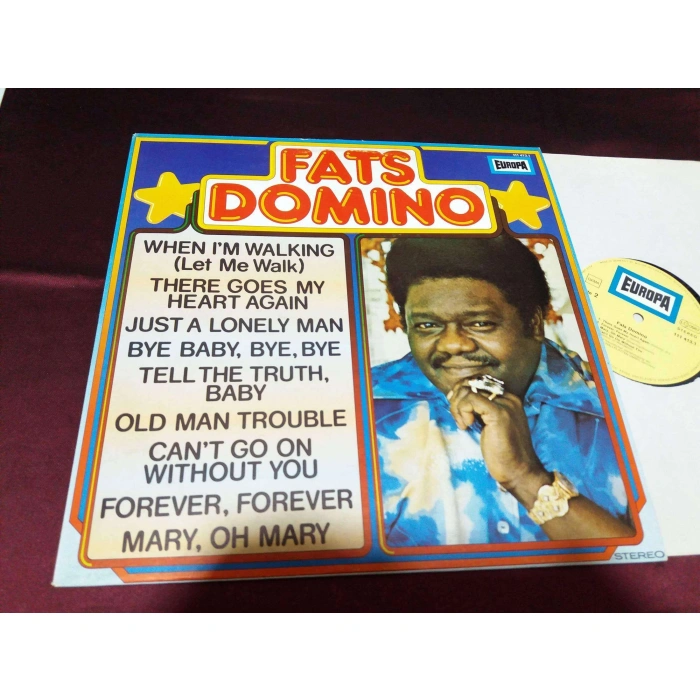 FATS
DOMINO
EUROPA
WHEN I'M WALKING
(Let Me Walk)
THERE GOES MY
HEART AGAIN
JUST A LONELY MAN
BYE BABY, BYE, BYE
TELL THE TRUTH,
BABY
OLD MAN TROUBLE
CAN'T GO ON
WITHOUT YOU
FOREVER, FOREVER
MARY, OH MARY
STEREO
EUROPA
2
Fats Domino